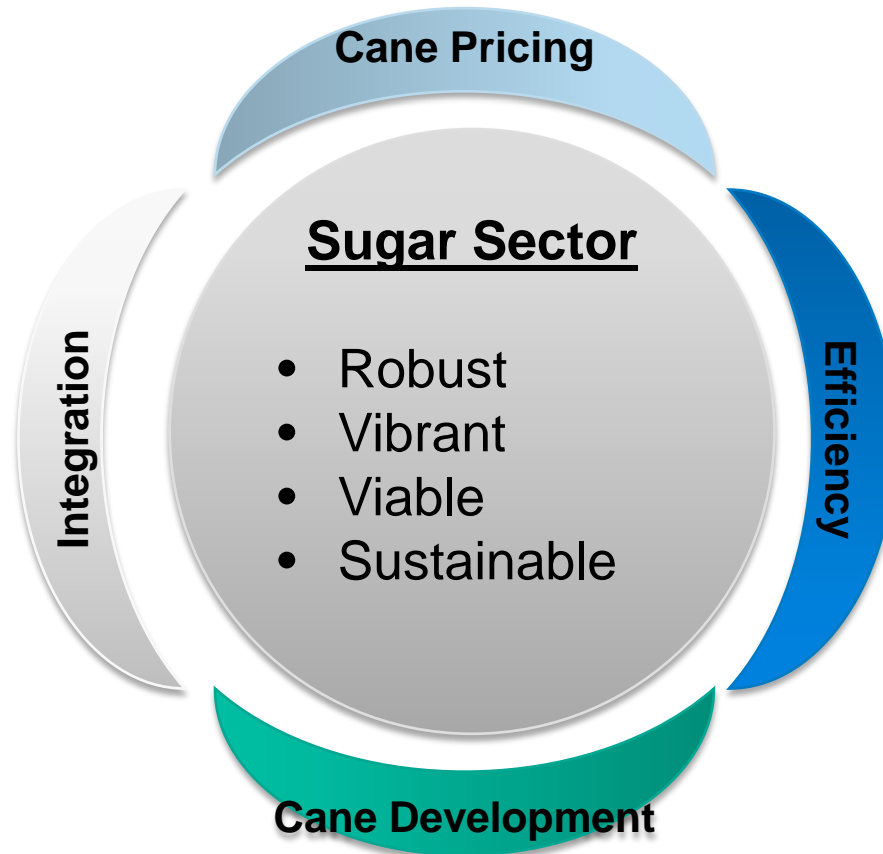 Cane Pricing
Sugar Sector
• Robust
• Vibrant
• Viable
• Sustainable
Integration
Efficiency
Cane Development